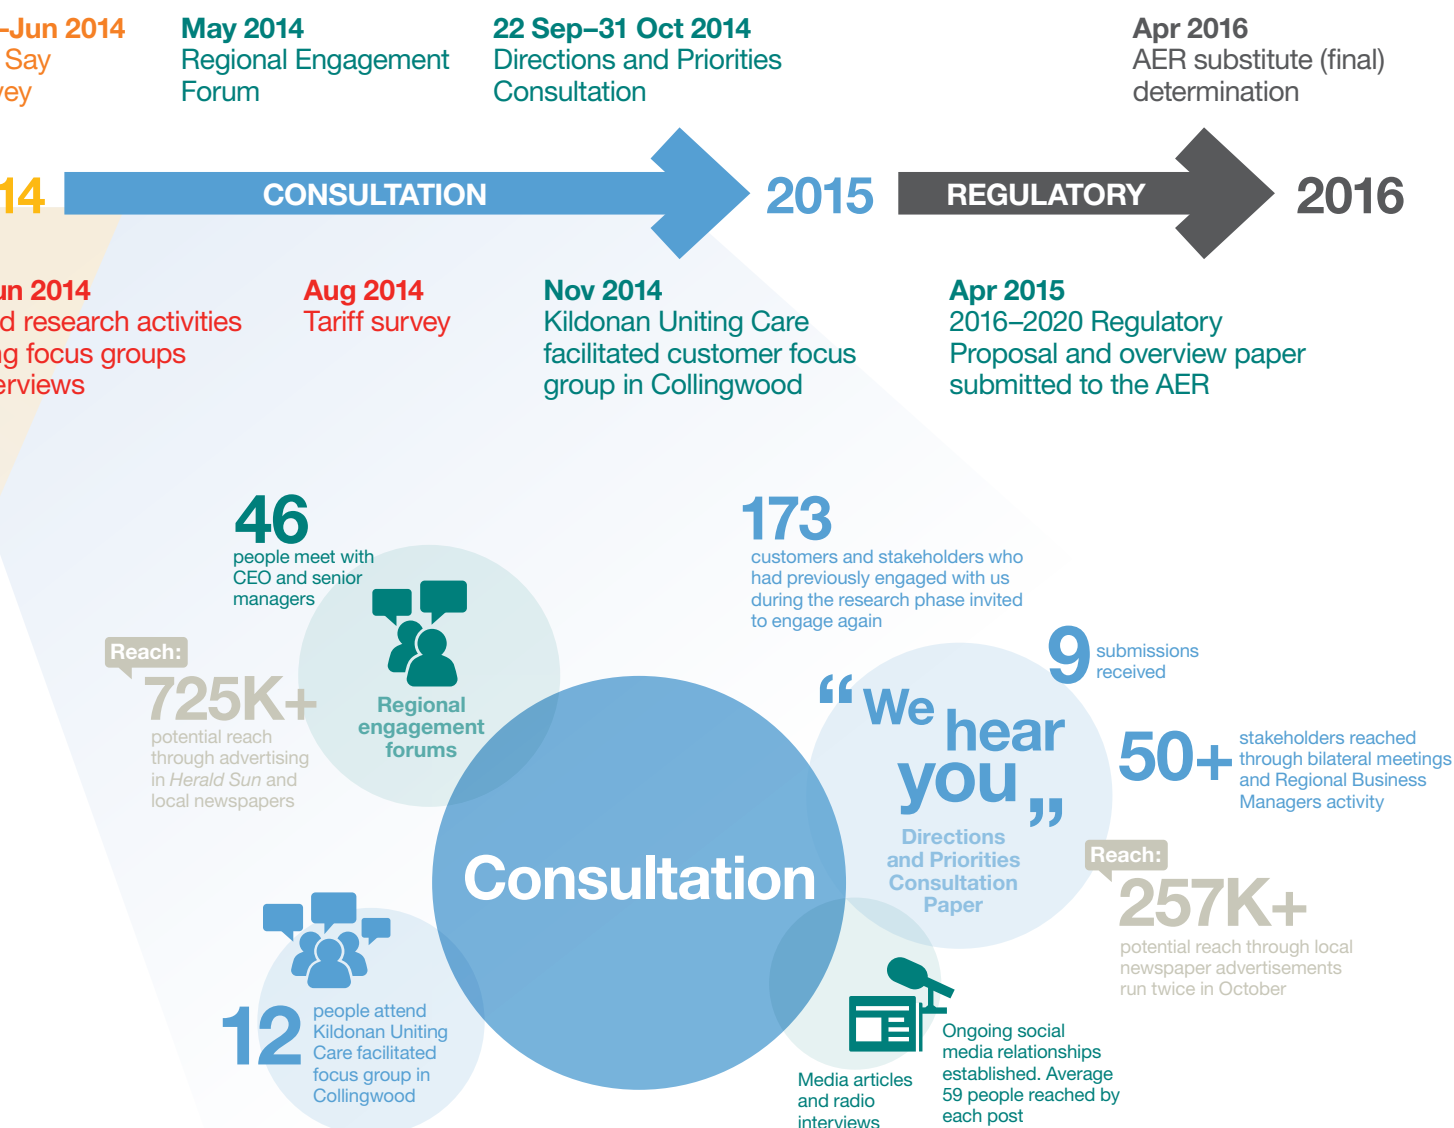 –Jun 2014
Say
May 2014
Regional Engagement
Forum
22 Sep–31 Oct 2014
Directions and Priorities
Consultation
Apr 2016
AER substitute (final)
determination
14
CONSULTATION
2015
REGULATORY
2016
2014
research activities
focus groups
Aug 2014
Tariff survey
Nov 2014
Kildonan Uniting Care
facilitated customer focus
group in Collingwood
Apr 2015
2016–2020 Regulatory
Proposal and overview paper
submitted to the AER
46
people meet with
CEO and senior
managers
Reach:
725K+
potential reach
through advertising
in Herald Sun and
local newspapers
Regional
engagement
forums
173
customers and stakeholders who
had previously engaged with us
during the research phase invited
to engage again
9
submissions
received
“We
hear
you”
Directions
and Priorities
Consultation
Paper
50+
stakeholders reached
through bilateral meetings
and Regional Business
Managers activity
Reach:
257K+
potential reach through local
newspaper advertisements
run twice in October
Consultation
12
people attend
Kildonan Uniting
Care facilitated
focus group in
Collingwood
Media articles
and radio
interviews
Ongoing social
media relationships
established. Average
59 people reached by
each post